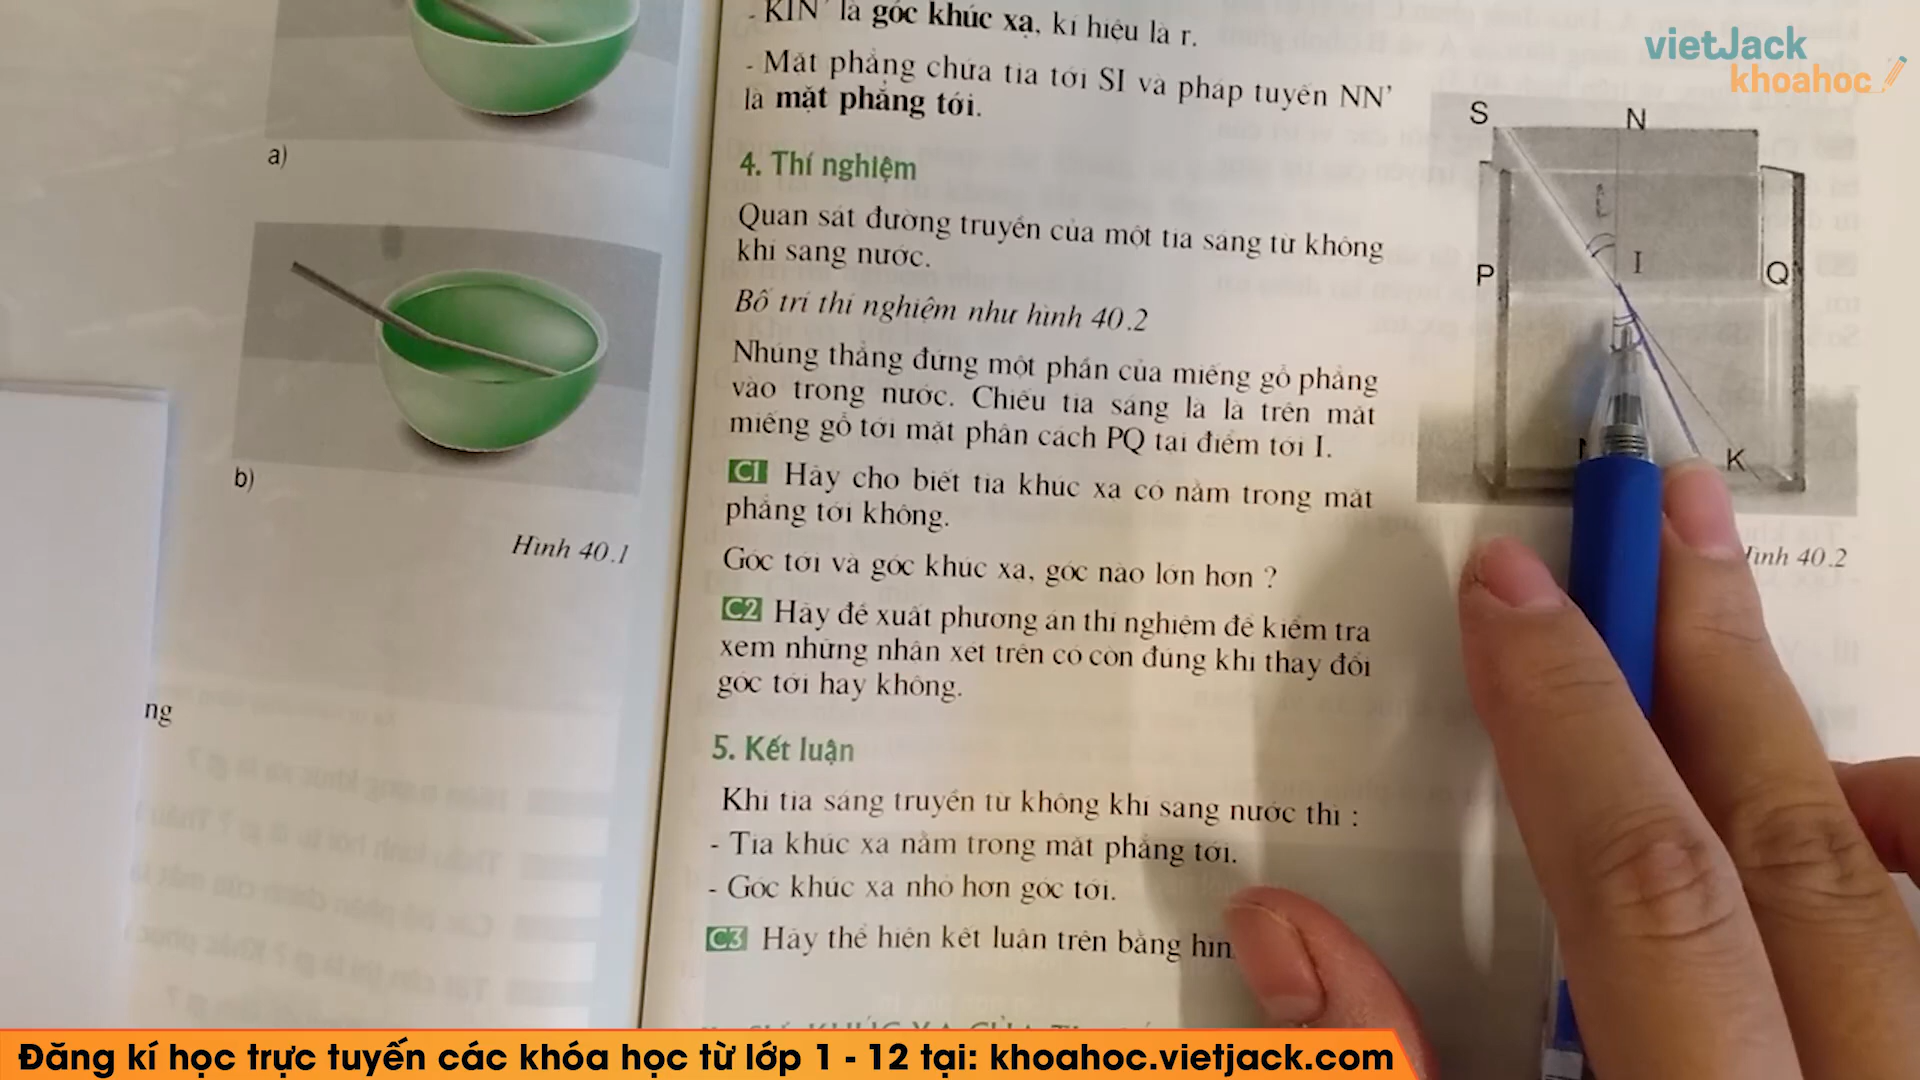 vietJack
khoahoc
a)
b)
Hình 40.1
ng
- KIN' là góc khúc xạ, kí hiệu là r.
- Mặt phẳng chứa tia tới SI và pháp tuyến NN'
là mặt phẳng tới.
4. Thí nghiệm
Quan sát đường truyền của một tia sáng từ không
khí sang nước.
Bố trí thí nghiệm như hình 40.2
Nhúng thẳng đứng một phần của miếng gỗ phẳng
vào trong nước. Chiếu tia sáng là là trên mặt
miếng gỗ tới mặt phân cách PQ tại điểm tới I.
C1 Hãy cho biết tia khúc xạ có nằm trong mặt
phẳng tới không.
Góc tới và góc khúc xạ, góc nào lớn hơn ?
C2 Hãy đề xuất phương án thí nghiệm để kiểm tra
xem những nhận xét trên có còn đúng khi thay đổi
góc tới hay không.
5. Kết luận
Khi tia sáng truyền từ không khí sang nước thì :
- Tia khúc xạ nằm trong mặt phẳng tới.
- Góc khúc xạ nhỏ hơn góc tới.
C3 Hãy thể hiện kết luận trên bằng hìn
S N
I
P Q
K
ình 40.2
Đăng kí học trực tuyến các khóa học từ lớp 1 - 12 tại: khoahoc.vietjack.com